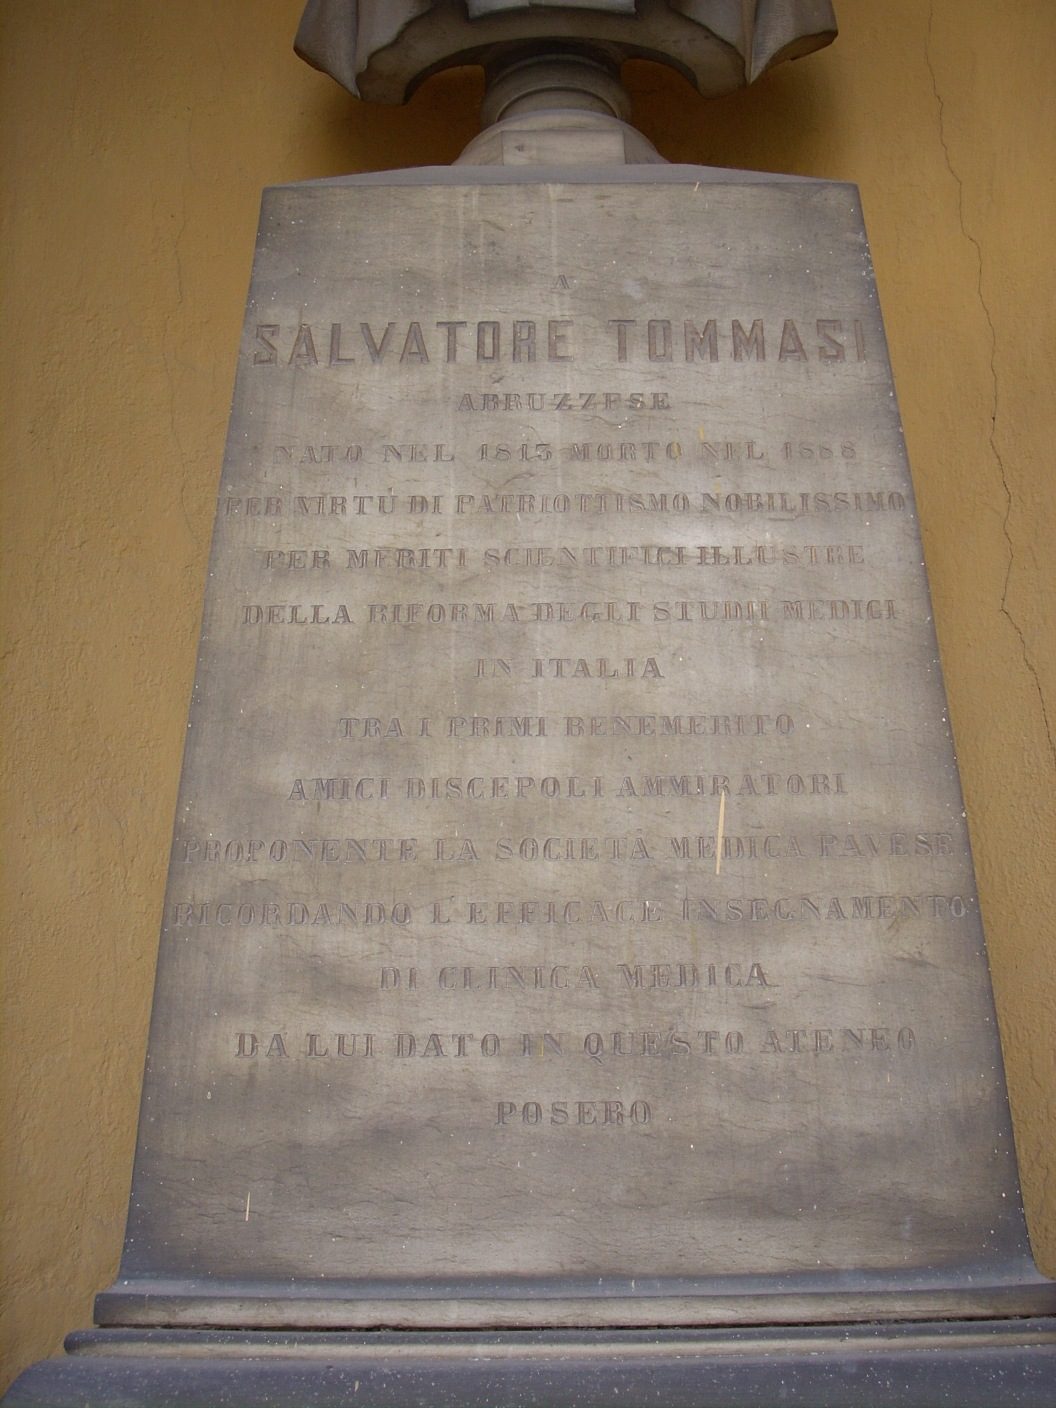 A
SALVATORE TOMMASI
ABRUZZESE
NATO NEL 1813 MORTO NEL 1888
PER VIRTÙ DI PATRIOTTISMO NOBILISSIMO
PER MERITI SCIENTIFICI ILLUSTRE
DELLA RIFORMA DEGLI STUDII MEDICI
IN ITALIA
TRA I PRIMI BENEMERITO
AMICI DISCEPOLI AMMIRATORI
PROPONENTE LA SOCIETÀ MEDICA PAVESE
RICORDANDO L'EFFICACE INSEGNAMENTO
DI CLINICA MEDICA
DA LUI DATO IN QUESTO ATENEO
POSERO